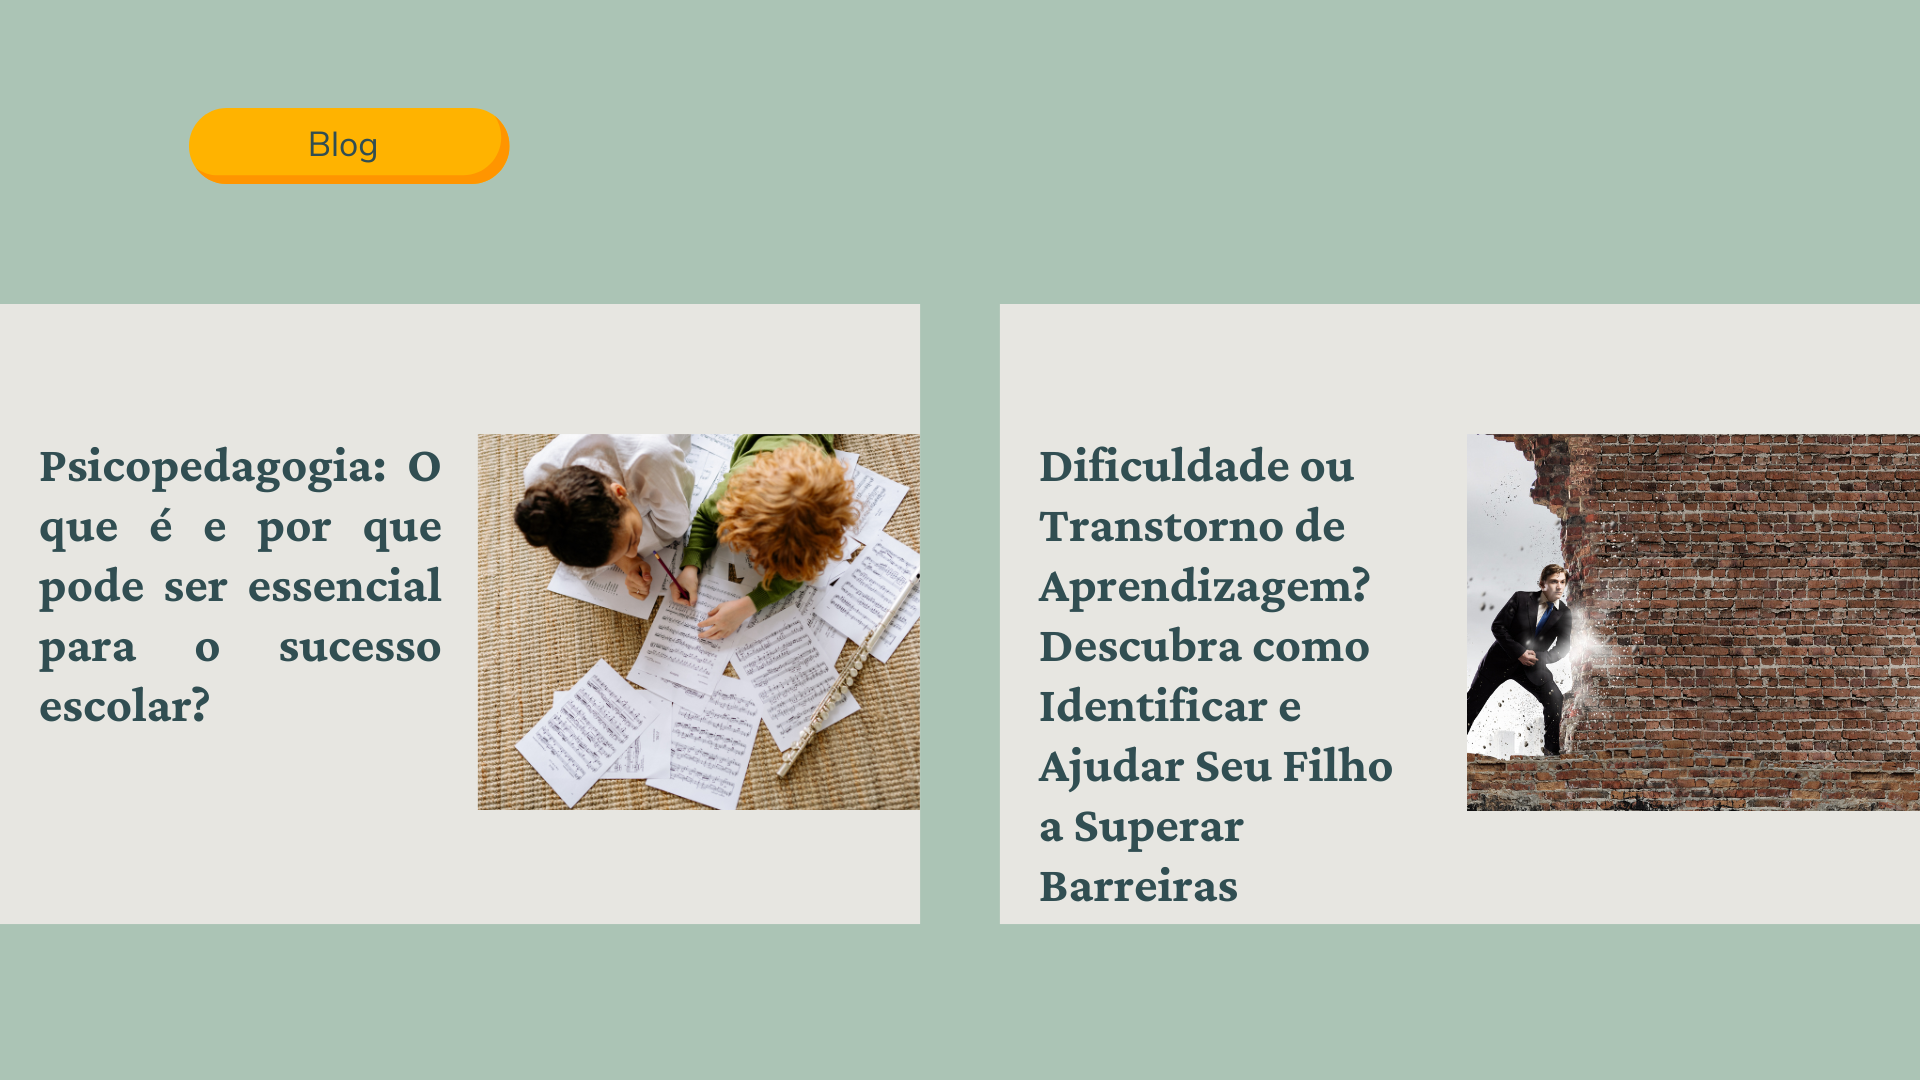 Blog
Psicopedagogia: O
que é e por que
pode ser essencial
para o sucesso
escolar?
Dificuldade ou
Transtorno de
Aprendizagem?
Descubra como
Identificar e
Ajudar Seu Filho
a Superar
Barreiras